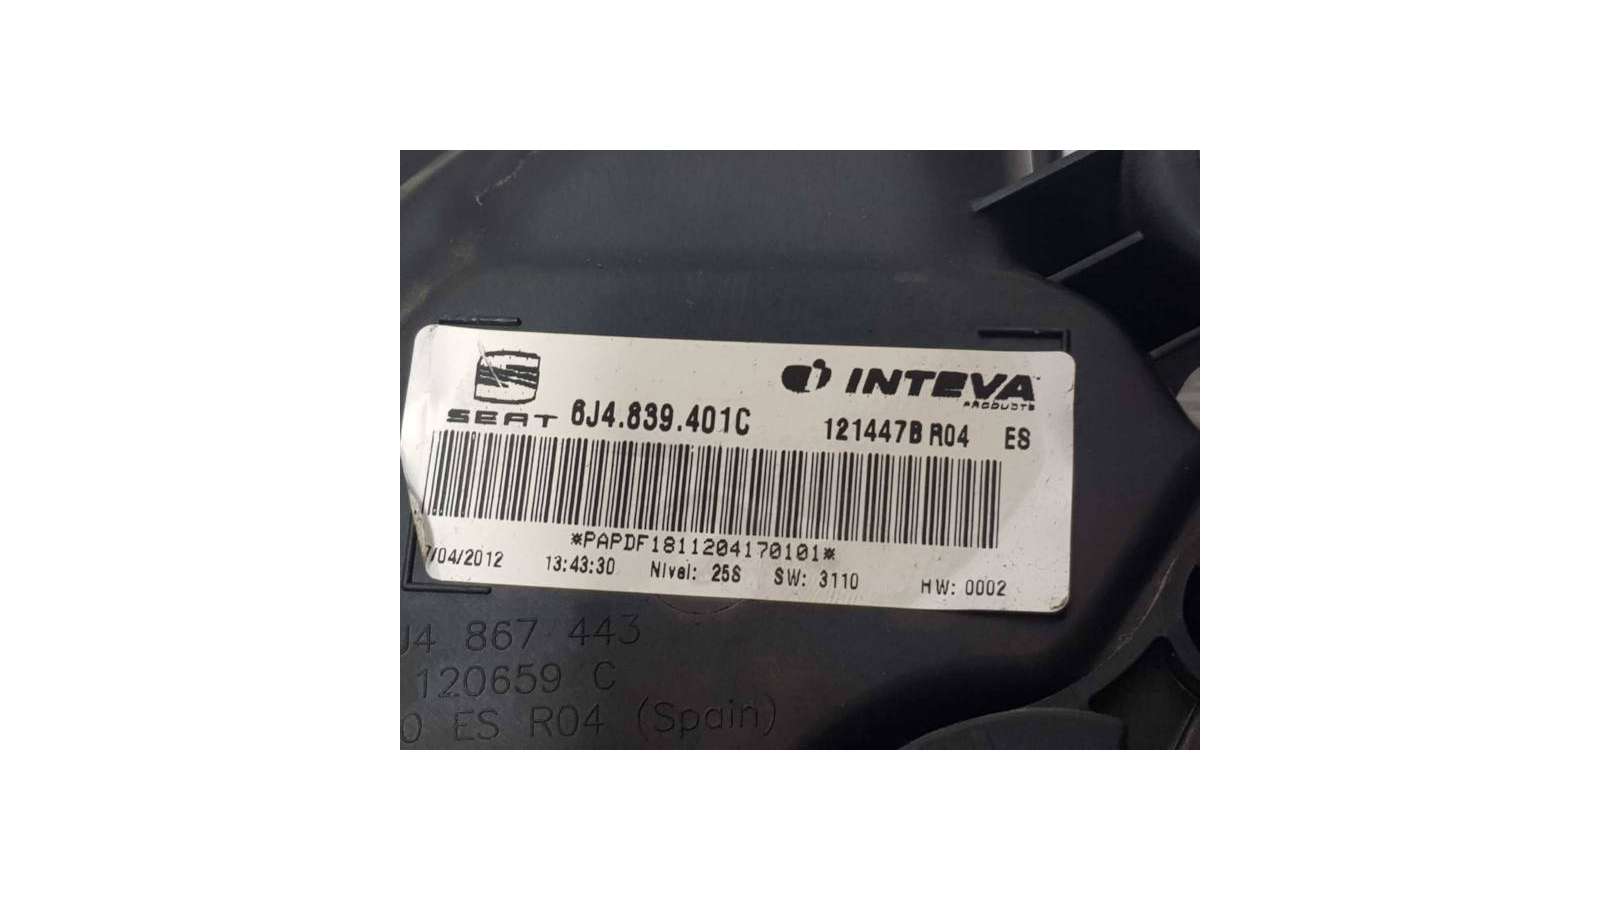 SEAT 6J4.839.401C
INTEVA
PRODUCTS
121447B R04 ES
*PAPDF1811204170101*
7/04/2012 13:43:30 Nivel: 25S SW: 3110 HW: 0002
J4 867 443
120659 C
0 ES R04 (Spain)